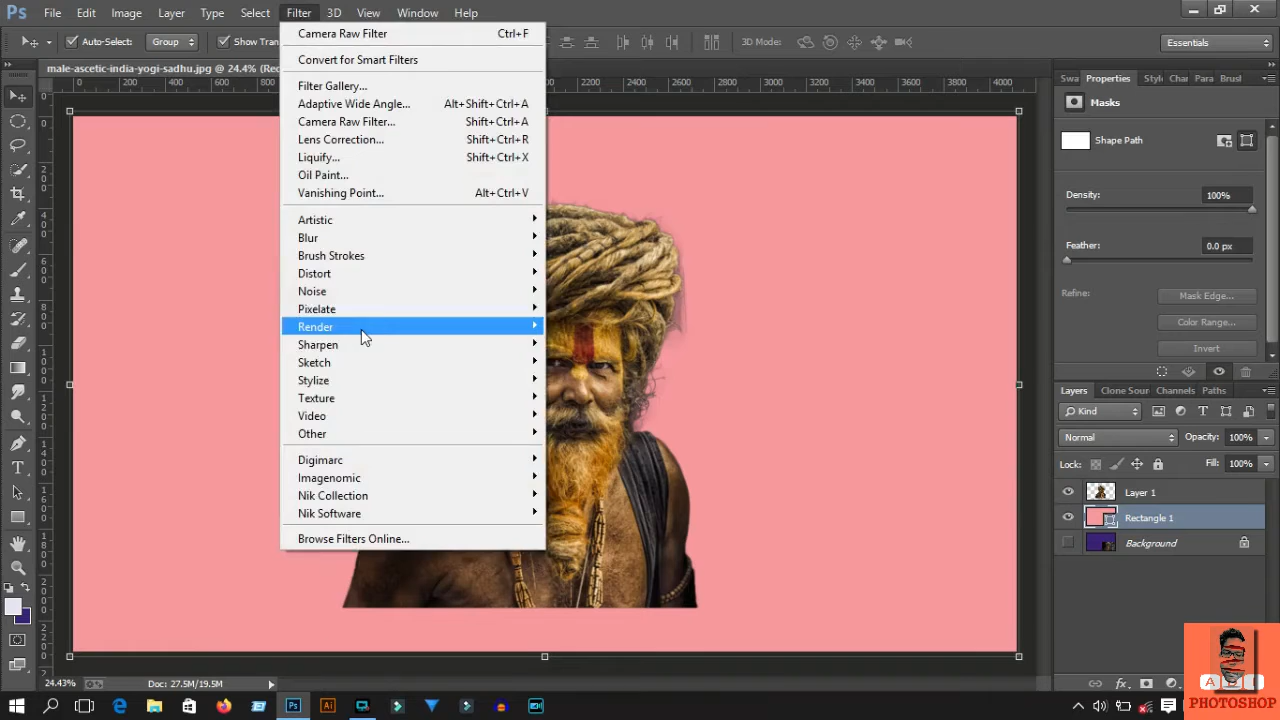 Ps File Edit Image Layer Type Select Filter 3D View Window Help
Auto-Select: Group Show Tran 3D Mode: Essentials
male-ascetic-india-yogi-sadhu.jpg @ 24.4% (Rec
0 200 400 600 800 2200 2400 2600 2800 3000 3200 3400 3600 3800 4000
Camera Raw Filter Ctrl+F
Convert for Smart Filters
Filter Gallery...
Adaptive Wide Angle... Alt+Shift+Ctrl+A
Camera Raw Filter... Shift+Ctrl+A
Lens Correction... Shift+Ctrl+R
Liquify... Shift+Ctrl+X
Oil Paint...
Vanishing Point... Alt+Ctrl+V
Artistic
Blur
Brush Strokes
Distort
Noise
Pixelate
Render
Sharpen
Sketch
Stylize
Texture
Video
Other
Digimarc
Imagenomic
Nik Collection
Nik Software
Browse Filters Online...
Swa Properties Styl Char Para Brusl
Masks
Shape Path
Density: 100%
Feather: 0.0 px
Refine: Mask Edge...
Color Range...
Invert
Layers Clone Sour Channels Paths
Kind
Normal Opacity: 100%
Lock: Fill: 100%
Layer 1
Rectangle 1
Background
24.43% Doc: 27.5M/19.5M
Ps Ai
PHOTOSHOP